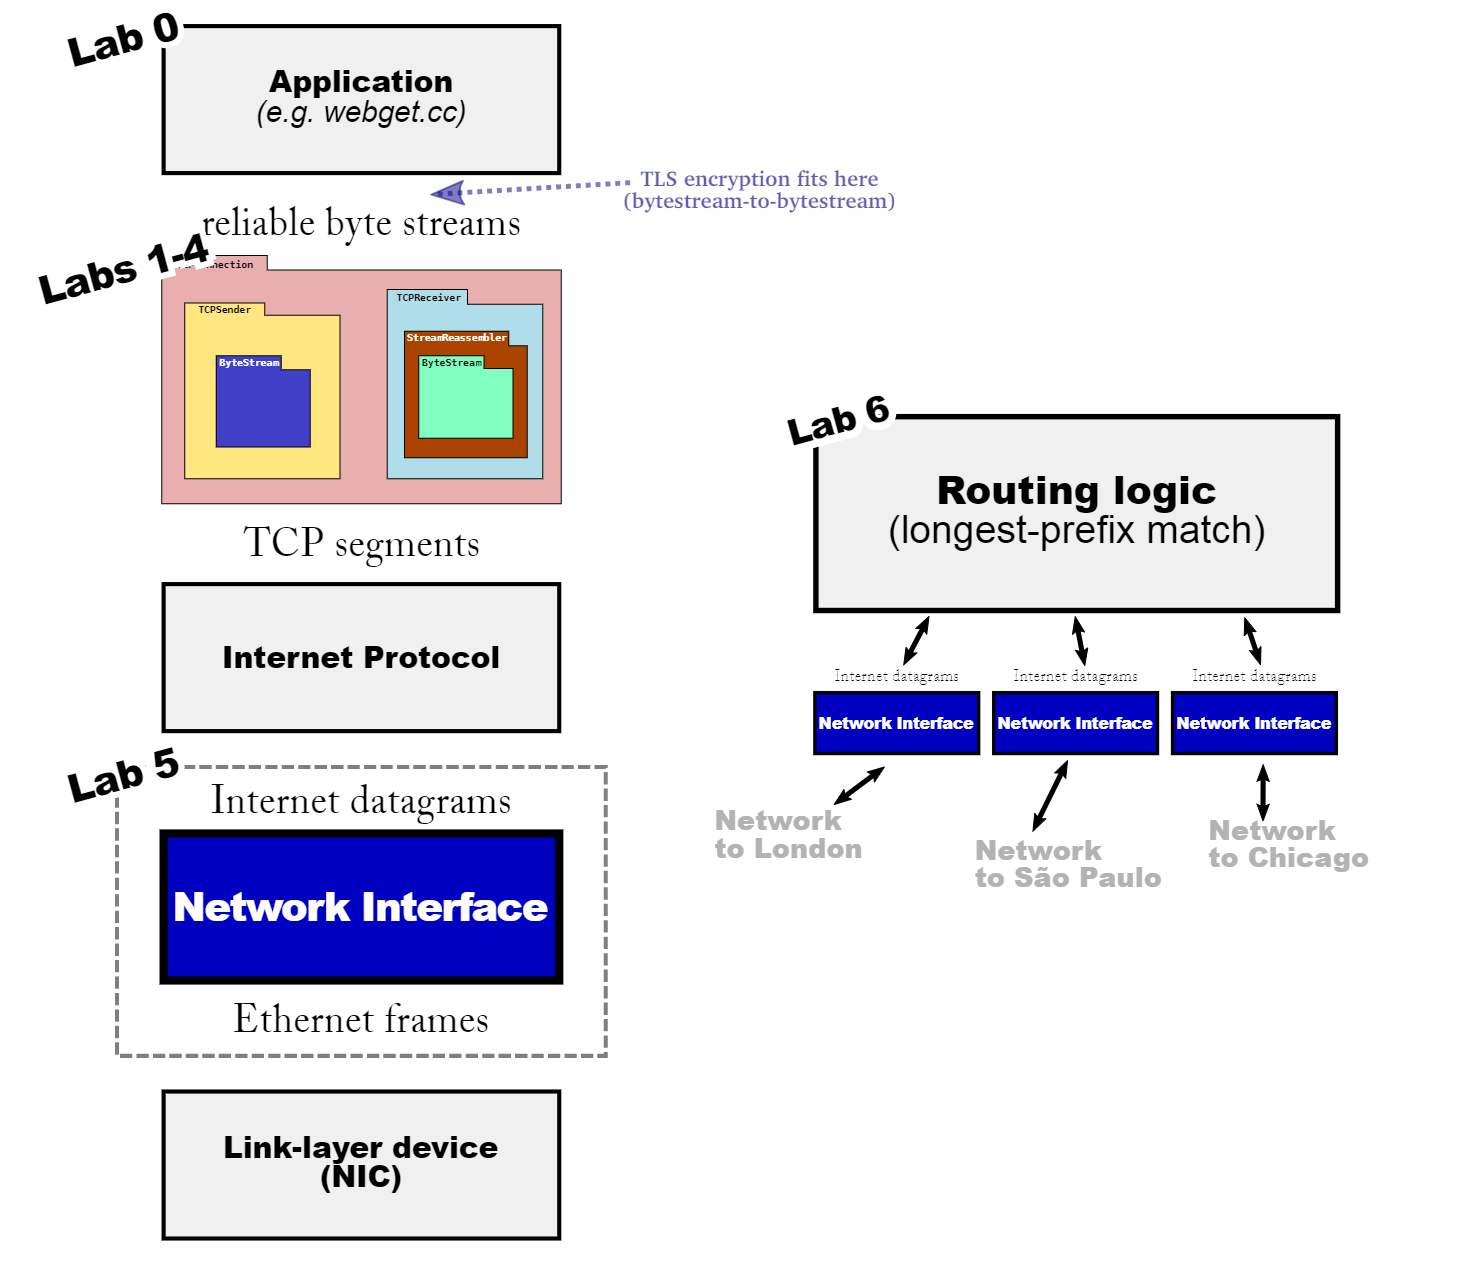 Lab 0
Application
(e.g. webget.cc)
TLS encryption fits here
(bytestream-to-bytestream)
reliable byte streams
Labs 1-4
TCPSender
ByteStream
TCPReceiver
StreamReassembler
ByteStream
TCP segments
Internet Protocol
Lab 5
Internet datagrams
Network Interface
Ethernet frames
Link-layer device
(NIC)
Lab 6
Routing logic
(longest-prefix match)
Internet datagrams
Internet datagrams
Internet datagrams
Network Interface
Network Interface
Network Interface
Network
to London
Network
to São Paulo
Network
to Chicago